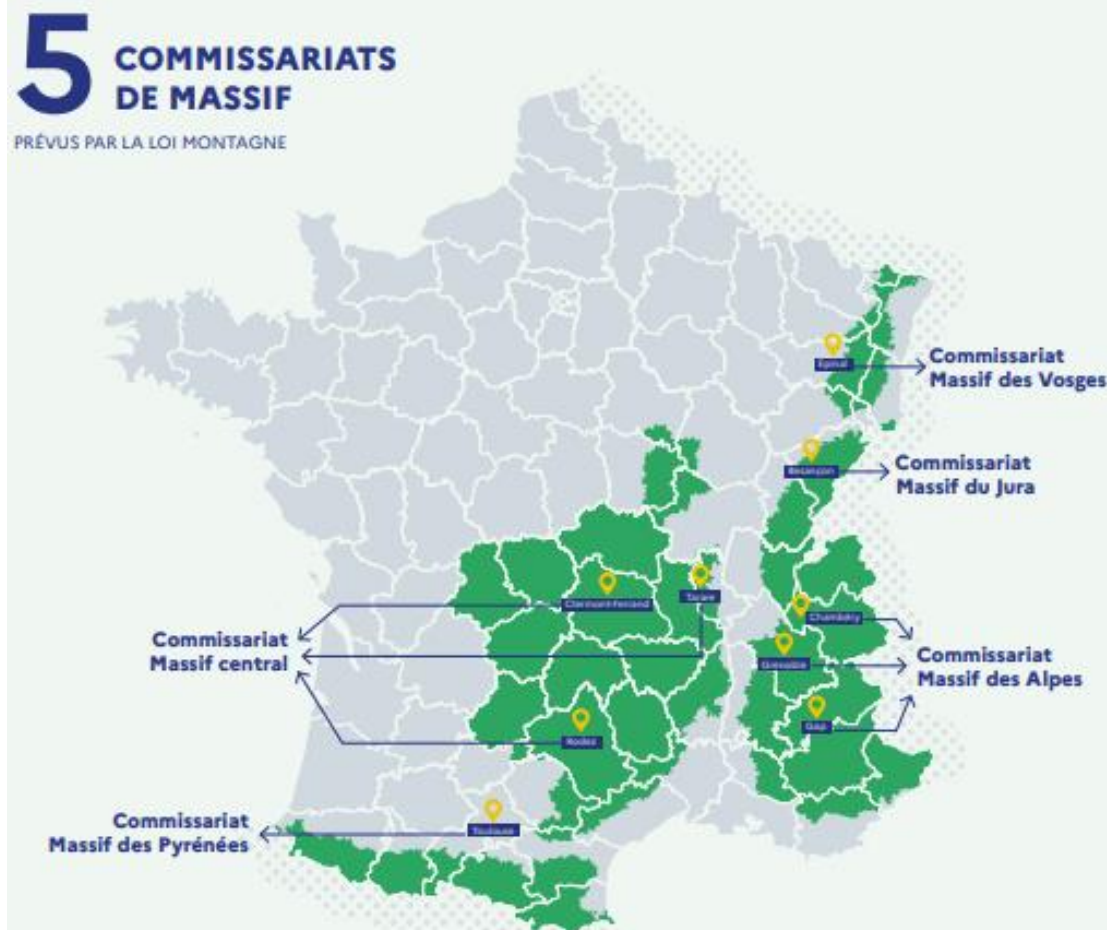 5 COMMISSARIATS
DE MASSIF
PRÉVUS PAR LA LOI MONTAGNE
Epinal
Commissariat
Massif des Vosges
Besançon
Commissariat
Massif du Jura
Clermont-Ferrand
Tarare
Chambéry
Commissariat
Massif central
Grenoble
Commissariat
Massif des Alpes
Gap
Rodez
Commissariat
Massif des Pyrénées
Toulouse